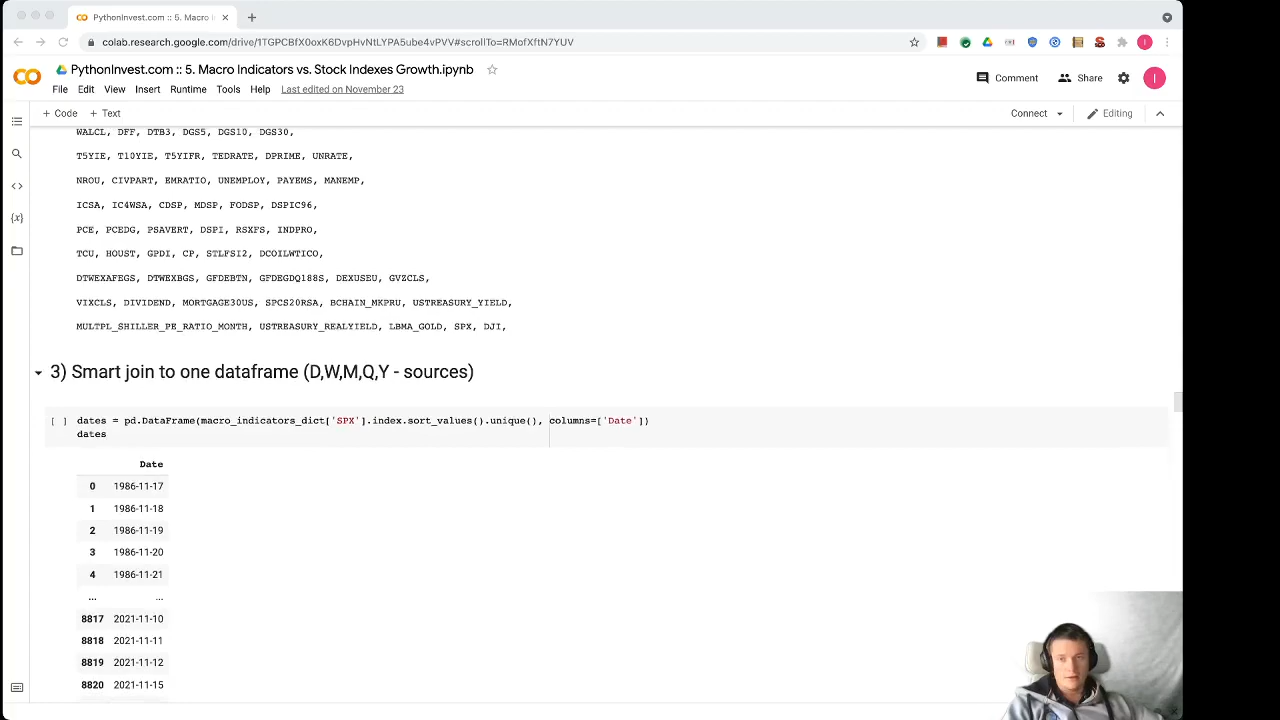 PythonInvest.com :: 5. Macro I
colab.research.google.com/drive/1TGPCBfX0oxK6DvpHvNtLYPA5ube4vPVV#scrollTo=RMofXftN7YUV
PythonInvest.com :: 5. Macro Indicators vs. Stock Indexes Growth.ipynb
Comment
Share
I
File Edit View Insert Runtime Tools Help Last edited on November 23
+ Code + Text
Connect
Editing
WALCL, DFF, DTB3, DGS5, DGS10, DGS30,
T5YIE, T10YIE, T5YIFR, TEDRATE, DPRIME, UNRATE,
NROU, CIVPART, EMRATIO, UNEMPLOY, PAYEMS, MANEMP,
ICSA, IC4WSA, CDSP, MDSP, FODSP, DSPIC96,
PCE, PCEDG, PSAVERT, DSPI, RSXFS, INDPRO,
TCU, HOUST, GPDI, CP, STLFSI2, DCOILWTICO,
DTWEXAFEGS, DTWEXBGS, GFDEBTN, GFDEGDQ188S, DEXUSEU, GVZCLS,
VIXCLS, DIVIDEND, MORTGAGE30US, SPCS20RSA, BCHAIN_MKPRU, USTREASURY_YIELD,
MULTPL_SHILLER_PE_RATIO_MONTH, USTREASURY_REALYIELD, LBMA_GOLD, SPX, DJI,
3) Smart join to one dataframe (D,W,M,Q,Y - sources)
[ ] dates = pd.DataFrame(macro_indicators_dict['SPX'].index.sort_values().unique(), columns=['Date'])
dates
Date
0 1986-11-17
1 1986-11-18
2 1986-11-19
3 1986-11-20
4 1986-11-21
... ...
8817 2021-11-10
8818 2021-11-11
8819 2021-11-12
8820 2021-11-15